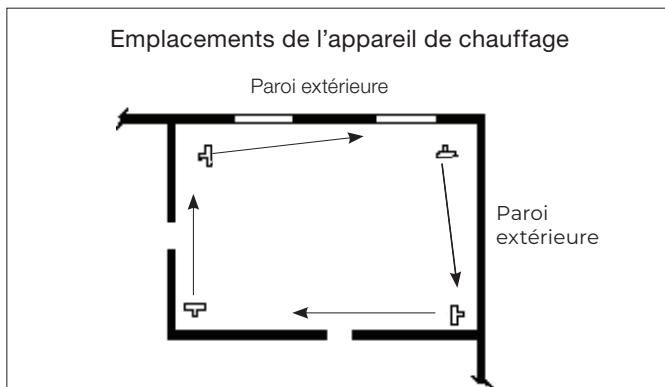 Emplacements de l’appareil de chauffage
Paroi extérieure
Paroi
extérieure